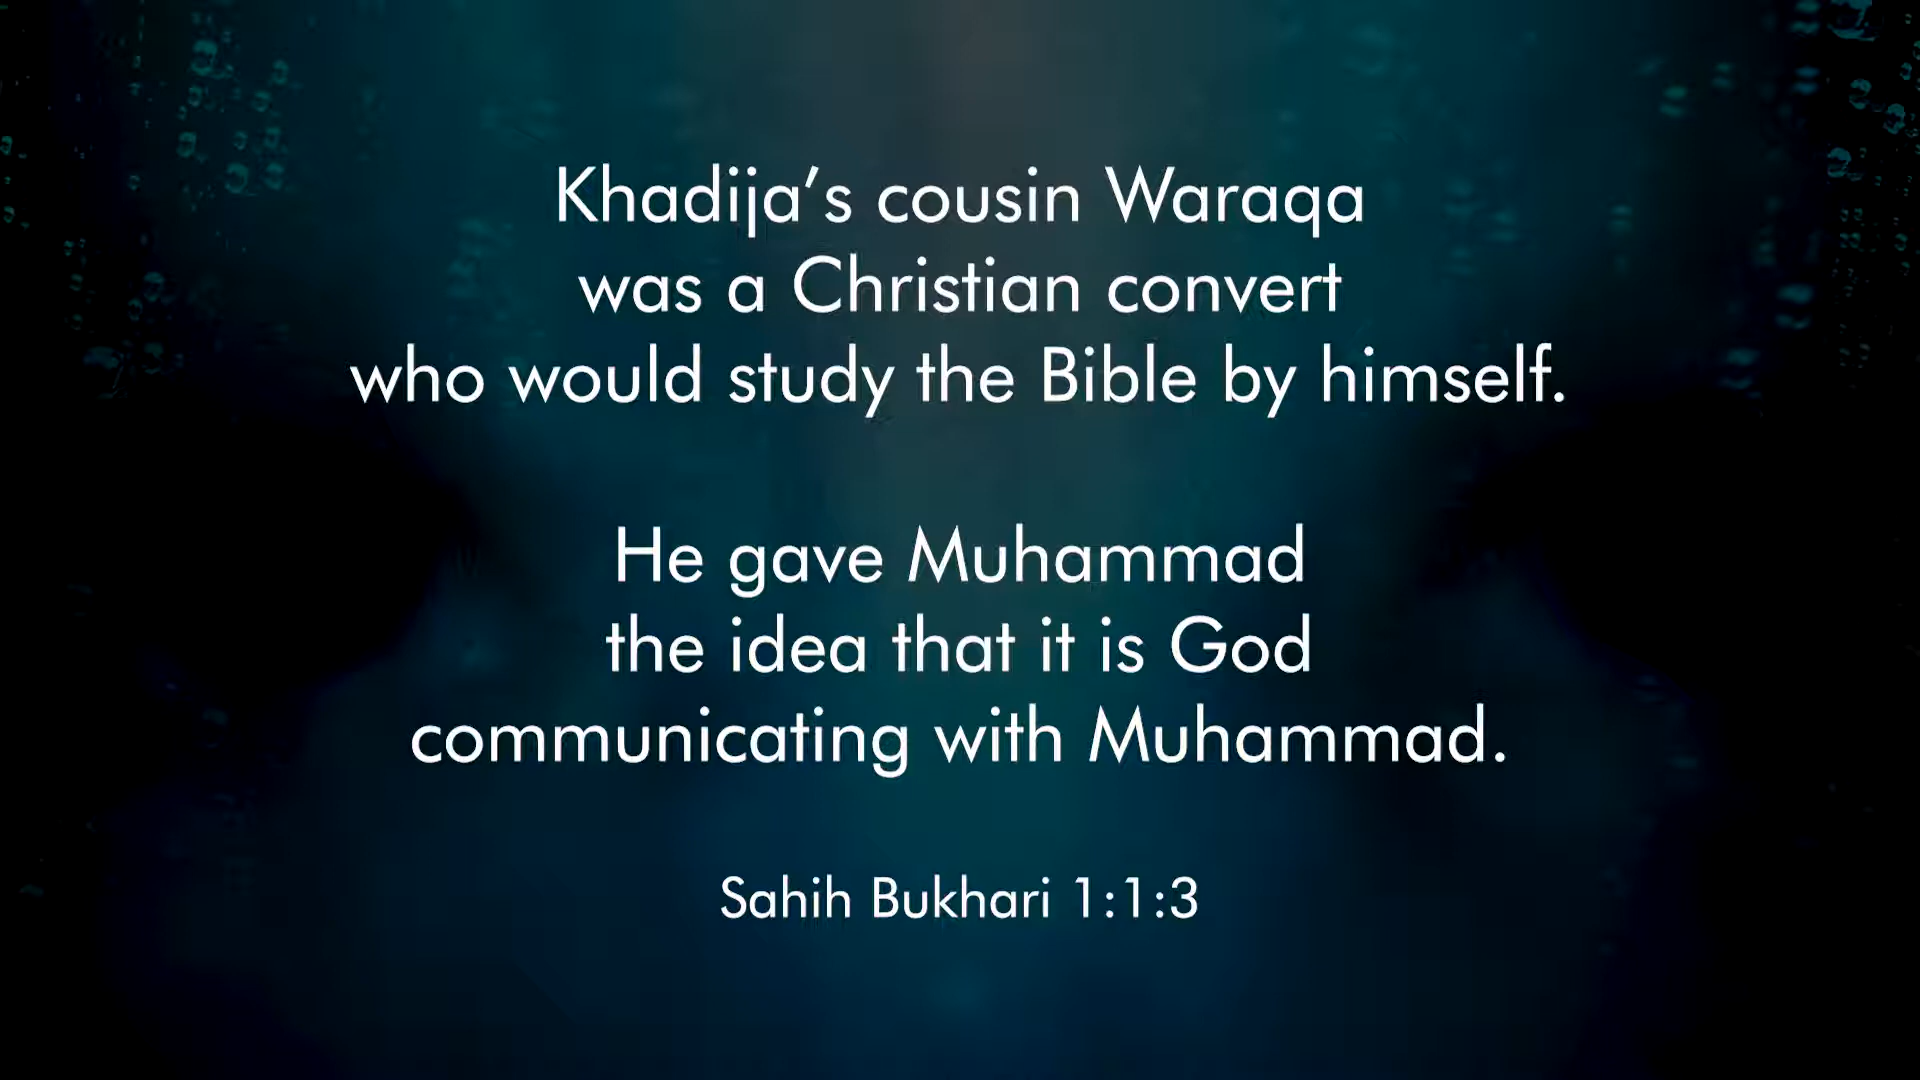 Khadija’s cousin Waraqa
was a Christian convert
who would study the Bible by himself.
He gave Muhammad
the idea that it is God
communicating with Muhammad.
Sahih Bukhari 1:1:3